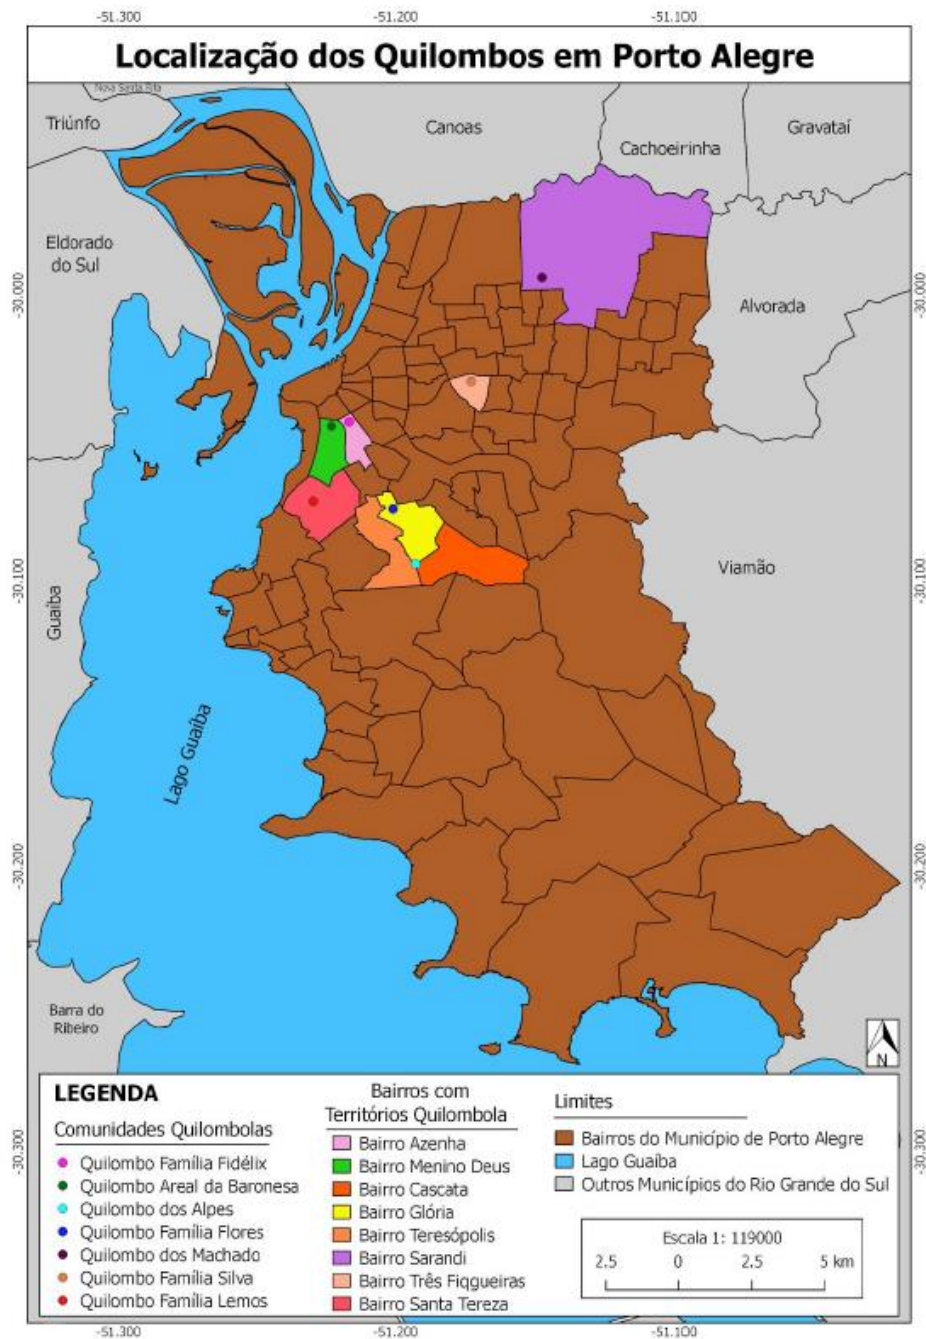 -51.300 -51.200 -51.100
Localização dos Quilombos em Porto Alegre
Nova Santa Rita
Triúnfo
Canoas
Cachoeirinha
Gravataí
Eldorado
do Sul
Alvorada
-30.000 -30.000
Viamão
-30.100 -30.100
Guaíba
Lago Guaíba
-30.200 -30.200
Barra do
Ribeiro
N
LEGENDA
Comunidades Quilombolas
Quilombo Família Fidélix
Quilombo Areal da Baronesa
Quilombo dos Alpes
Quilombo Família Flores
Quilombo dos Machado
Quilombo Família Silva
Quilombo Família Lemos
Bairros com
Territórios Quilombola
Bairro Azenha
Bairro Menino Deus
Bairro Cascata
Bairro Glória
Bairro Teresópolis
Bairro Sarandi
Bairro Três Fiqgueiras
Bairro Santa Tereza
Limites
Bairros do Município de Porto Alegre
Lago Guaíba
Outros Municípios do Rio Grande do Sul
Escala 1: 119000
2.5 0 2.5 5 km
-30.300 -30.300
-51.300 -51.200 -51.100